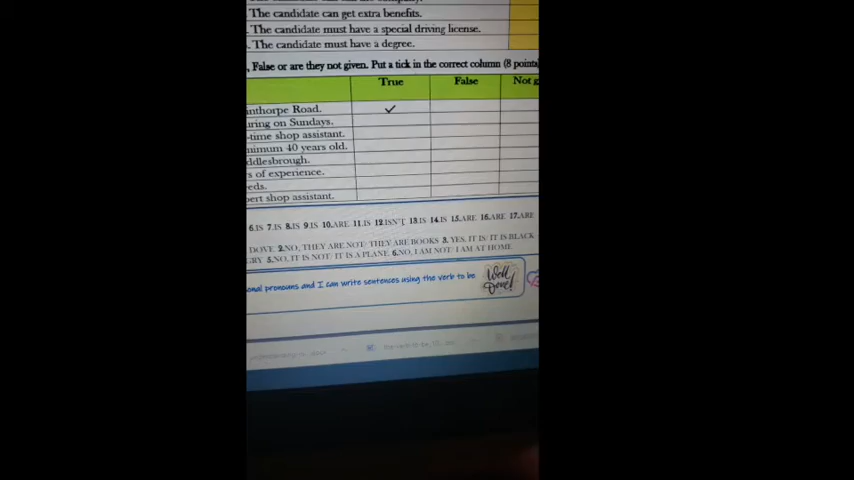 The candidate can get extra benefits.
. The candidate must have a special driving license.
. The candidate must have a degree.
, False or are they not given. Put a tick in the correct column (8 points
True False Not g
inthorpe Road. ✓
uring on Sundays.
-time shop assistant.
nimum 40 years old.
ddlesbrough.
s of experience.
eds.
pert shop assistant.
6.IS 7.IS 8.IS 9.IS 10.ARE 11.IS 12.ISN'T 13.IS 14.IS 15.ARE 16.ARE 17.ARE
DOVE 2.NO, THEY ARE NOT/ THEY ARE BOOKS 3. YES, IT IS/ IT IS BLACK
RY 5.NO, IT IS NOT/ IT IS A PLANE. 6.NO, I AM NOT/ I AM AT HOME.
onal pronouns and I can write sentences using the verb to be
Well
Done!